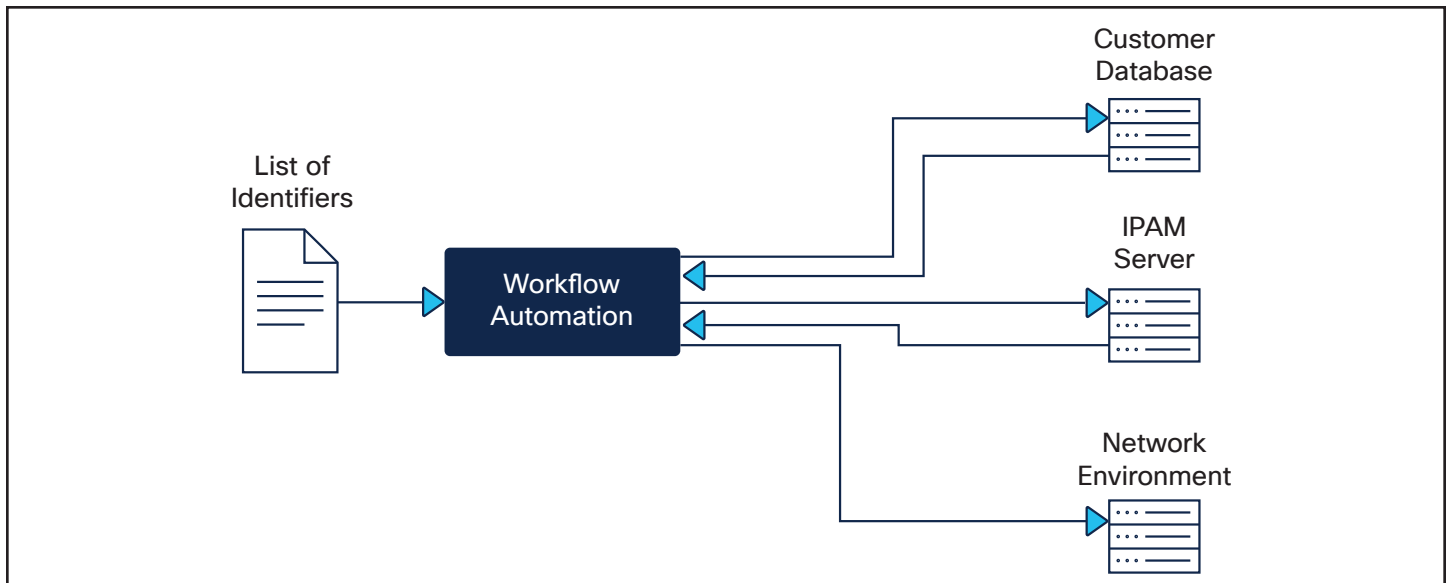 Customer
Database
List of
Identifiers
IPAM
Server
Workflow
Automation
Network
Environment